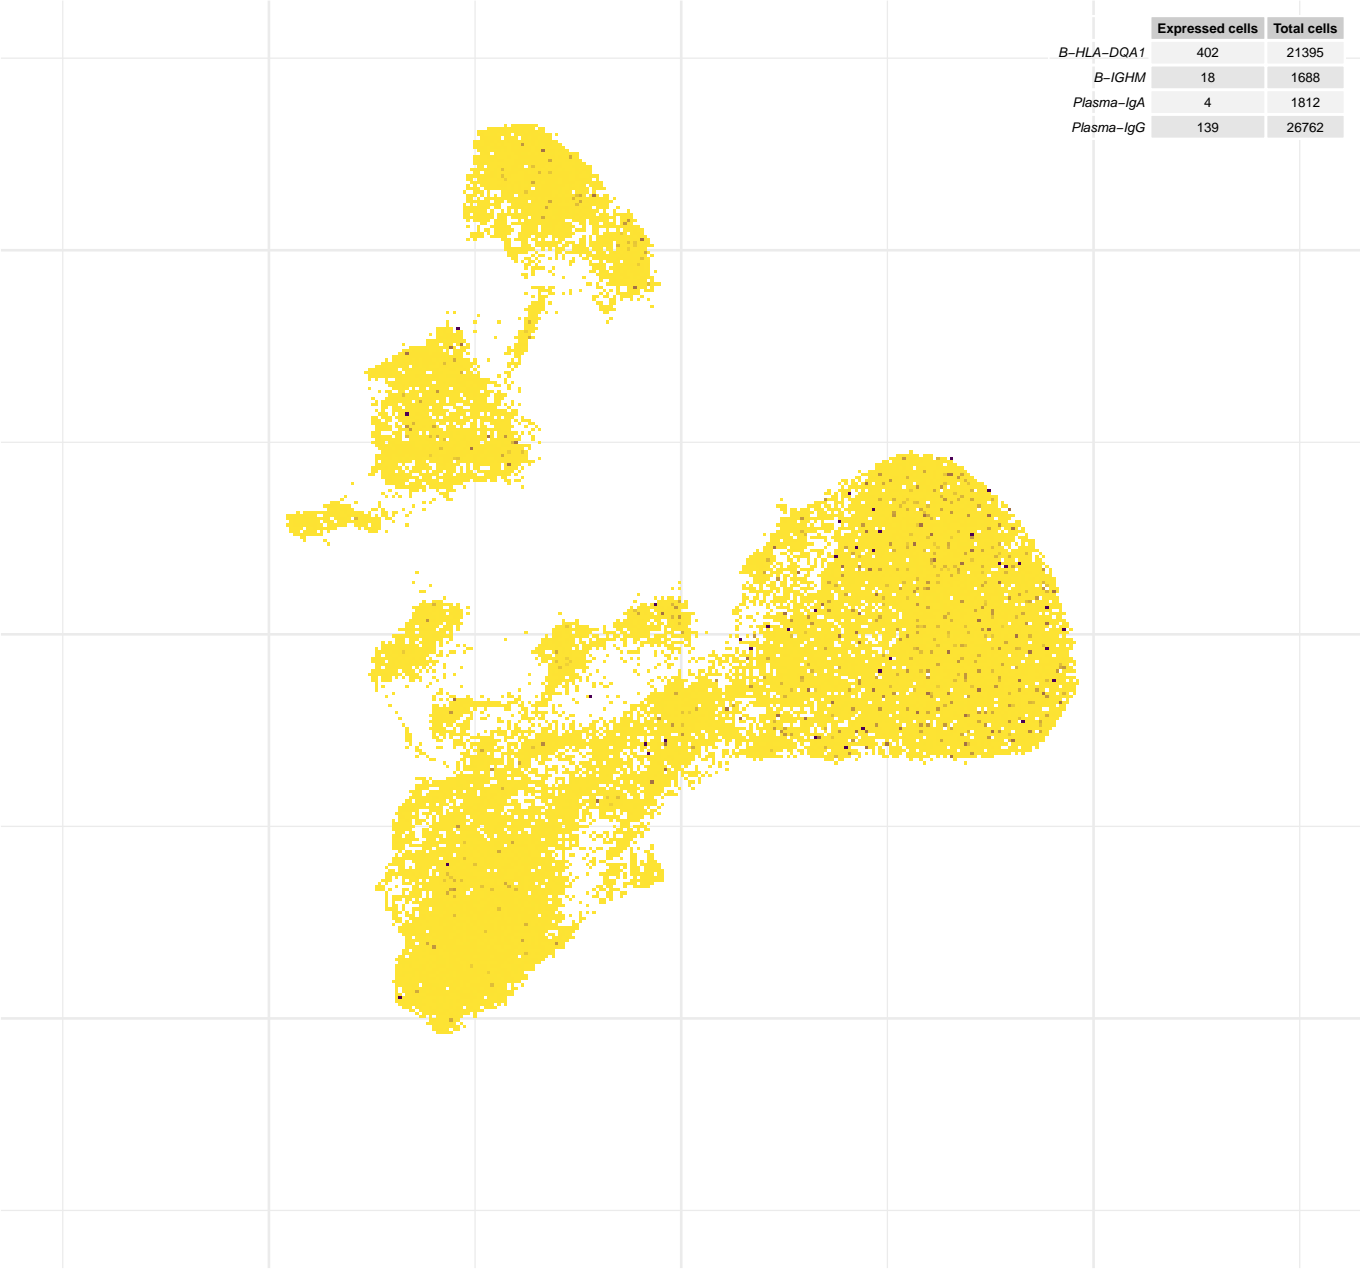 Expressed cells Total cells
B−HLA−DQA1 402 21395
B−IGHM 18 1688
Plasma−IgA 4 1812
Plasma−IgG 139 26762